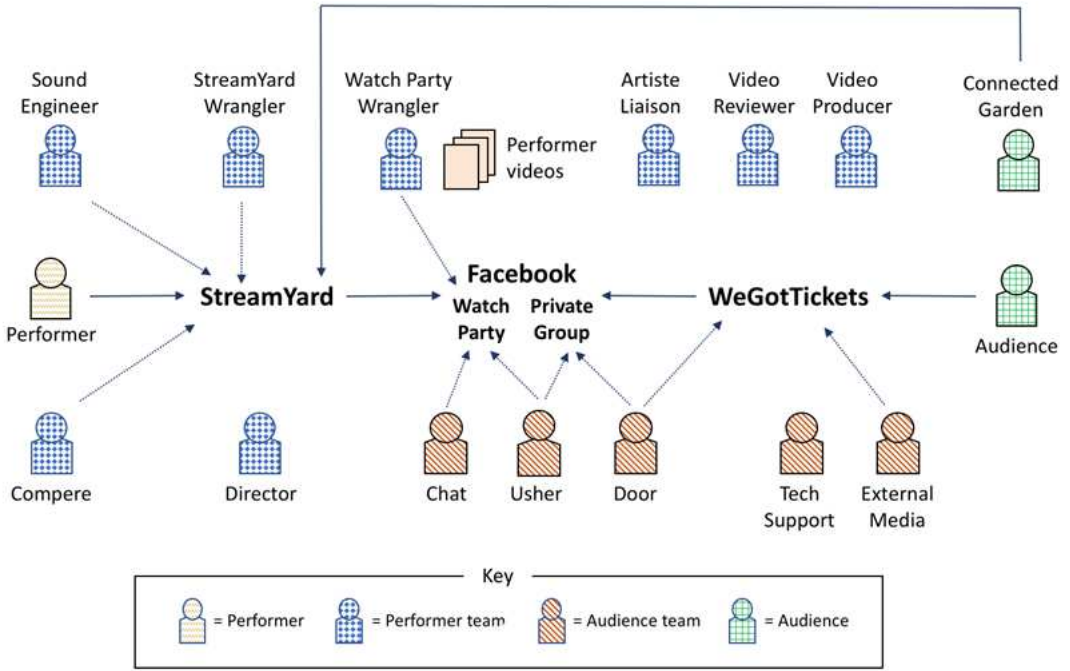 Sound
Engineer
StreamYard
Wrangler
Watch Party
Wrangler
Performer
videos
Artiste
Liaison
Video
Reviewer
Video
Producer
Connected
Garden
Performer
StreamYard
Facebook
Watch
Party
Private
Group
WeGotTickets
Audience
Compere
Director
Chat
Usher
Door
Tech
Support
External
Media
Key
= Performer
= Performer team
= Audience team
= Audience